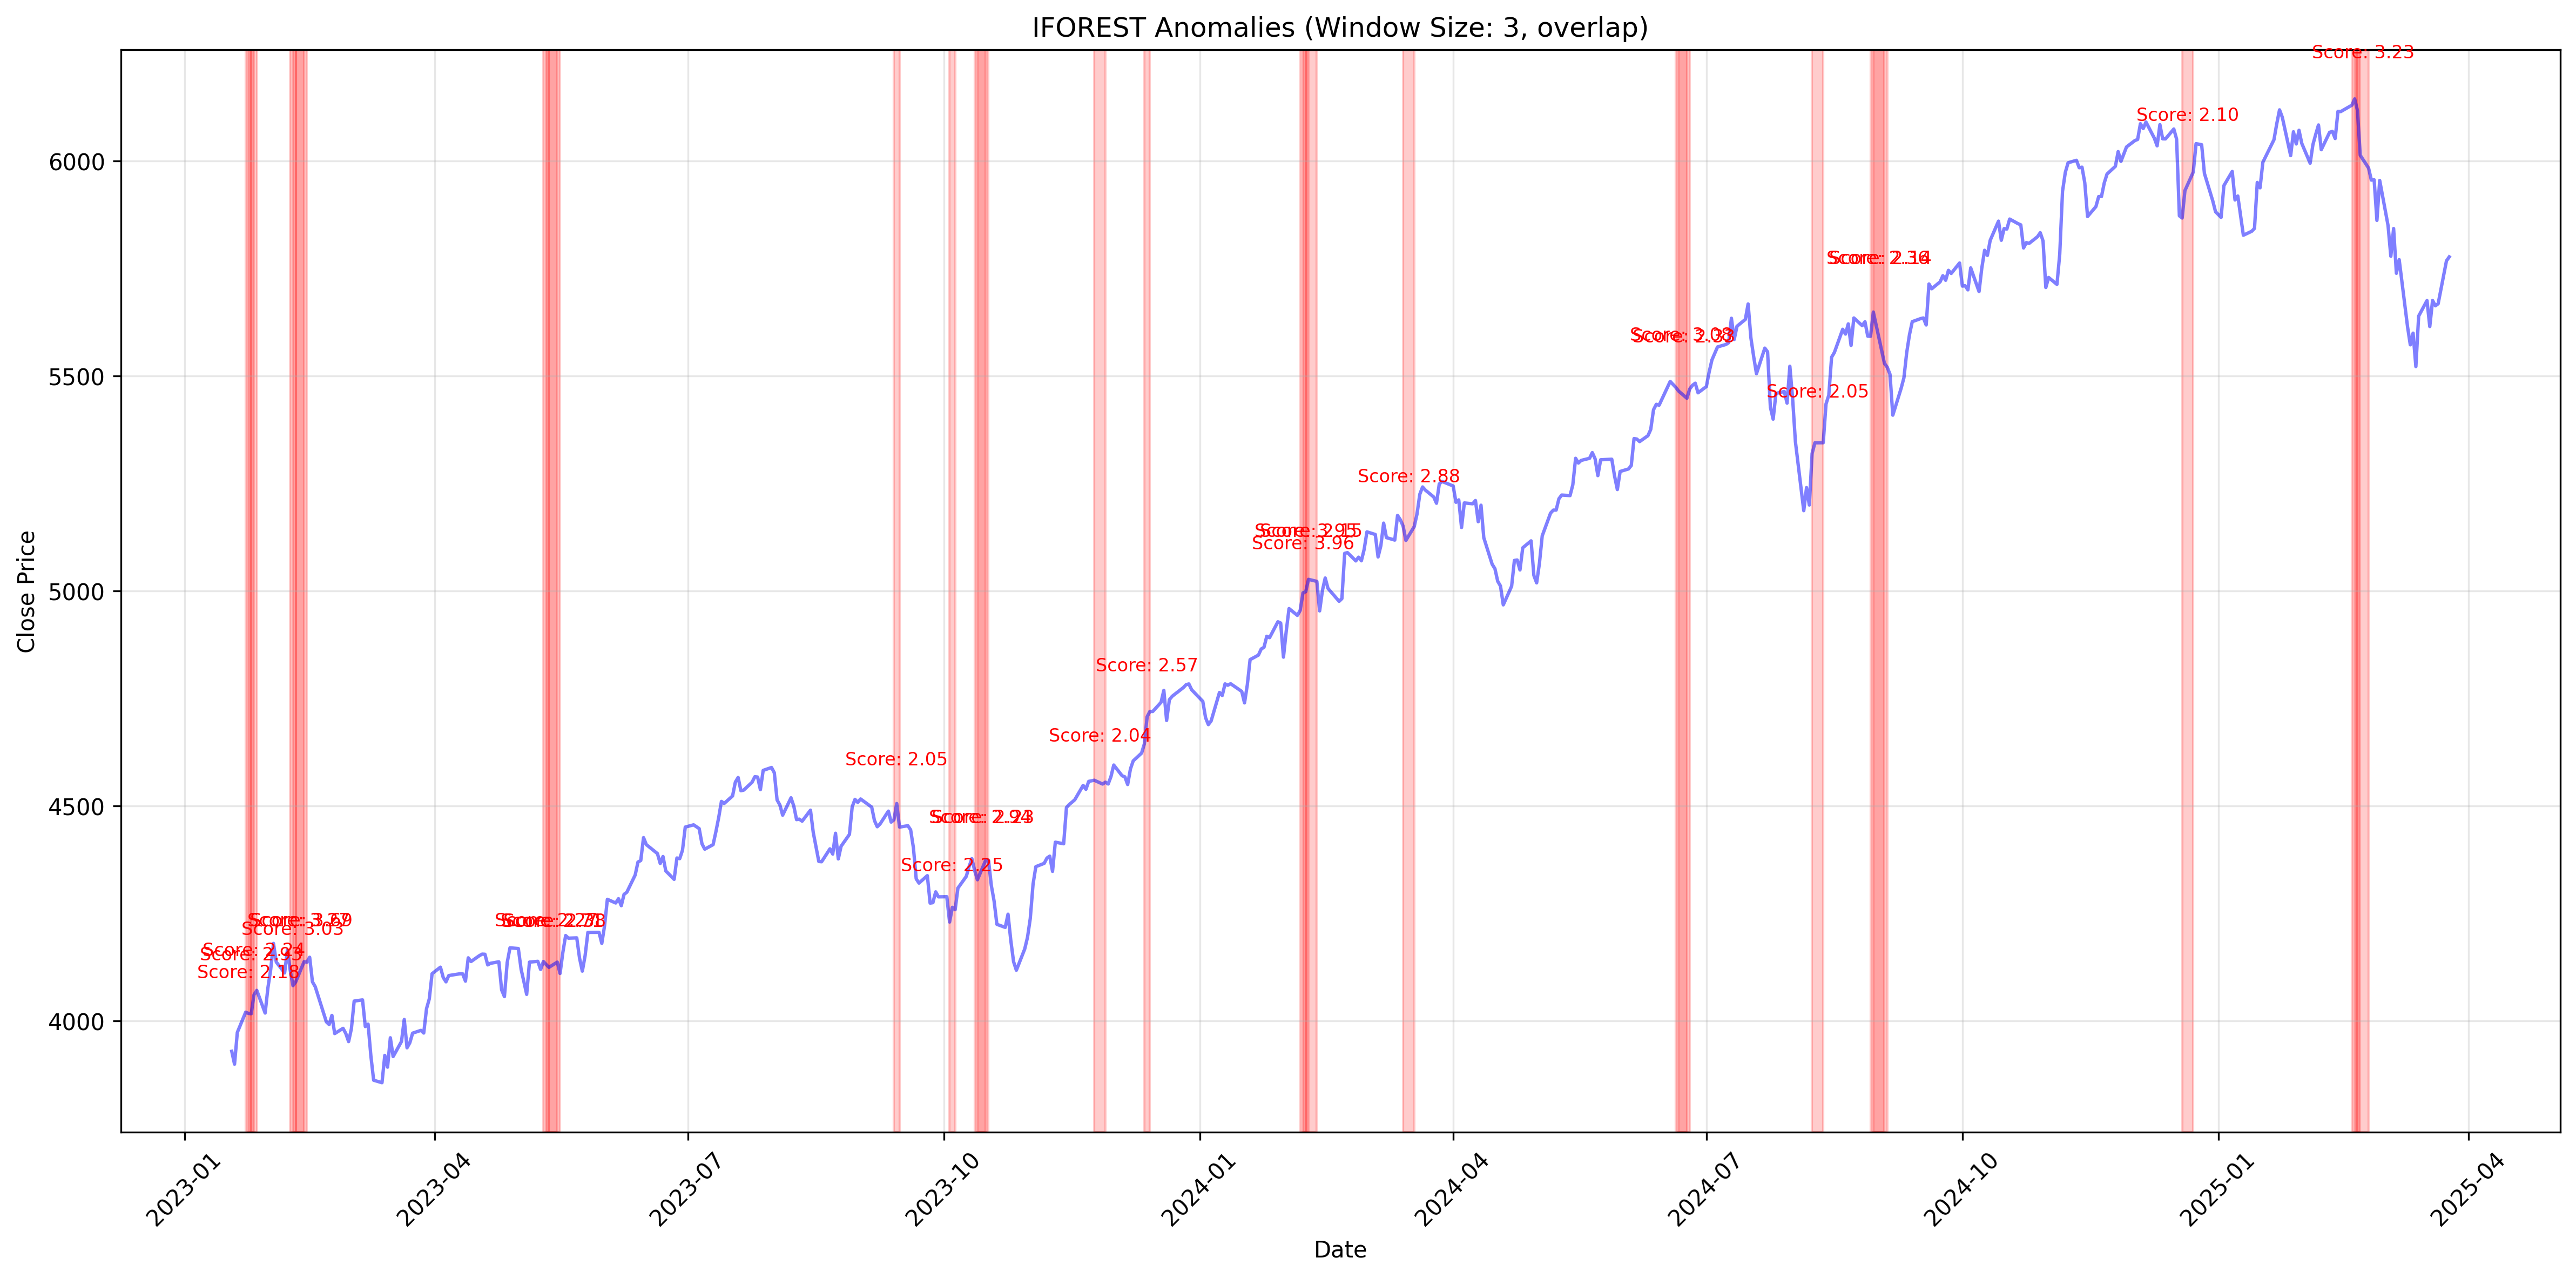 IFOREST Anomalies (Window Size: 3, overlap)
Score: 3.23
Score: 2.10
6000
Score: 2.05
5500
Score: 2.88
Score: 3.96
5000
Score: 2.57
Score: 2.04
Score: 2.05
4500
Score: 2.25
Score: 3.03
Score: 2.18
4000
Close Price
2023-01
2023-04
2023-07
2023-10
2024-01
2024-04
2024-07
2024-10
2025-01
2025-04
Date